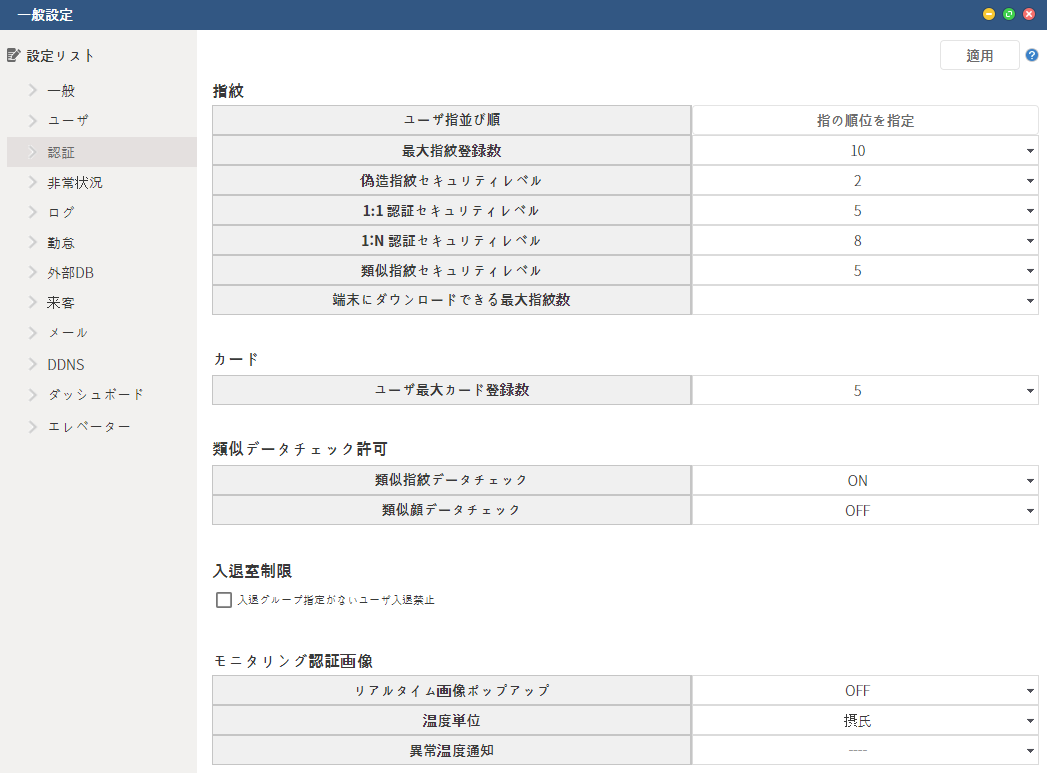 一般設定
設定リスト
一般
ユーザ
認証
非常状況
ログ
勤怠
外部DB
来客
メール
DDNS
ダッシュボード
エレベーター
適用
指紋
ユーザ指並び順 指の順位を指定
最大指紋登録数 10
偽造指紋セキュリティレベル 2
1:1 認証セキュリティレベル 5
1:N 認証セキュリティレベル 8
類似指紋セキュリティレベル 5
端末にダウンロードできる最大指紋数
カード
ユーザ最大カード登録数 5
類似データチェック許可
類似指紋データチェック ON
類似顔データチェック OFF
入退室制限
入退グループ指定がないユーザ入退禁止
モニタリング認証画像
リアルタイム画像ポップアップ OFF
温度単位 摂氏
異常温度通知 ----